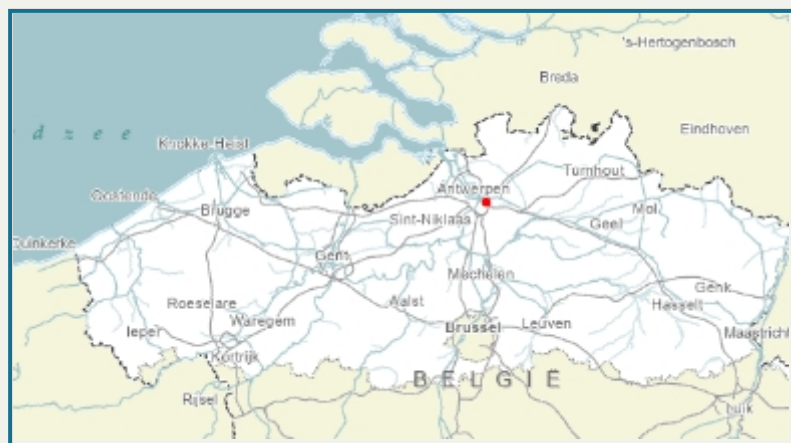 's-Hertogenbosch
Breda
Eindhoven
d z e e
Knokke-Heist
Turnhout
Antwerpen
Oostende
Brugge
Mol
Sint-Niklaas
Geel
Duinkerke
Gent
Mechelen
Genk
Roeselare
Aalst
Hasselt
Waregem
Ieper
Brussel
Leuven
Maastricht
Kortrijk
BELGIË
Rijsel
Luik